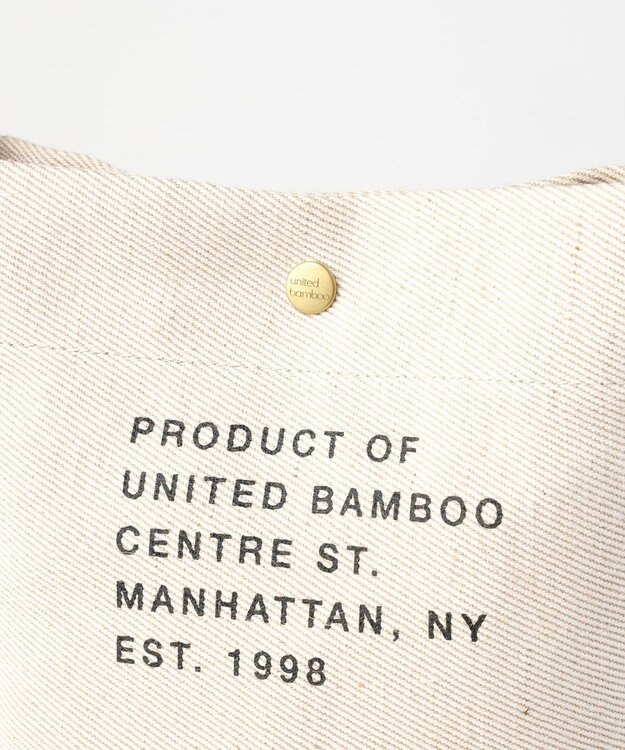 united
bamboo
PRODUCT OF
UNITED BAMBOO
CENTRE ST.
MANHATTAN, NY
EST. 1998